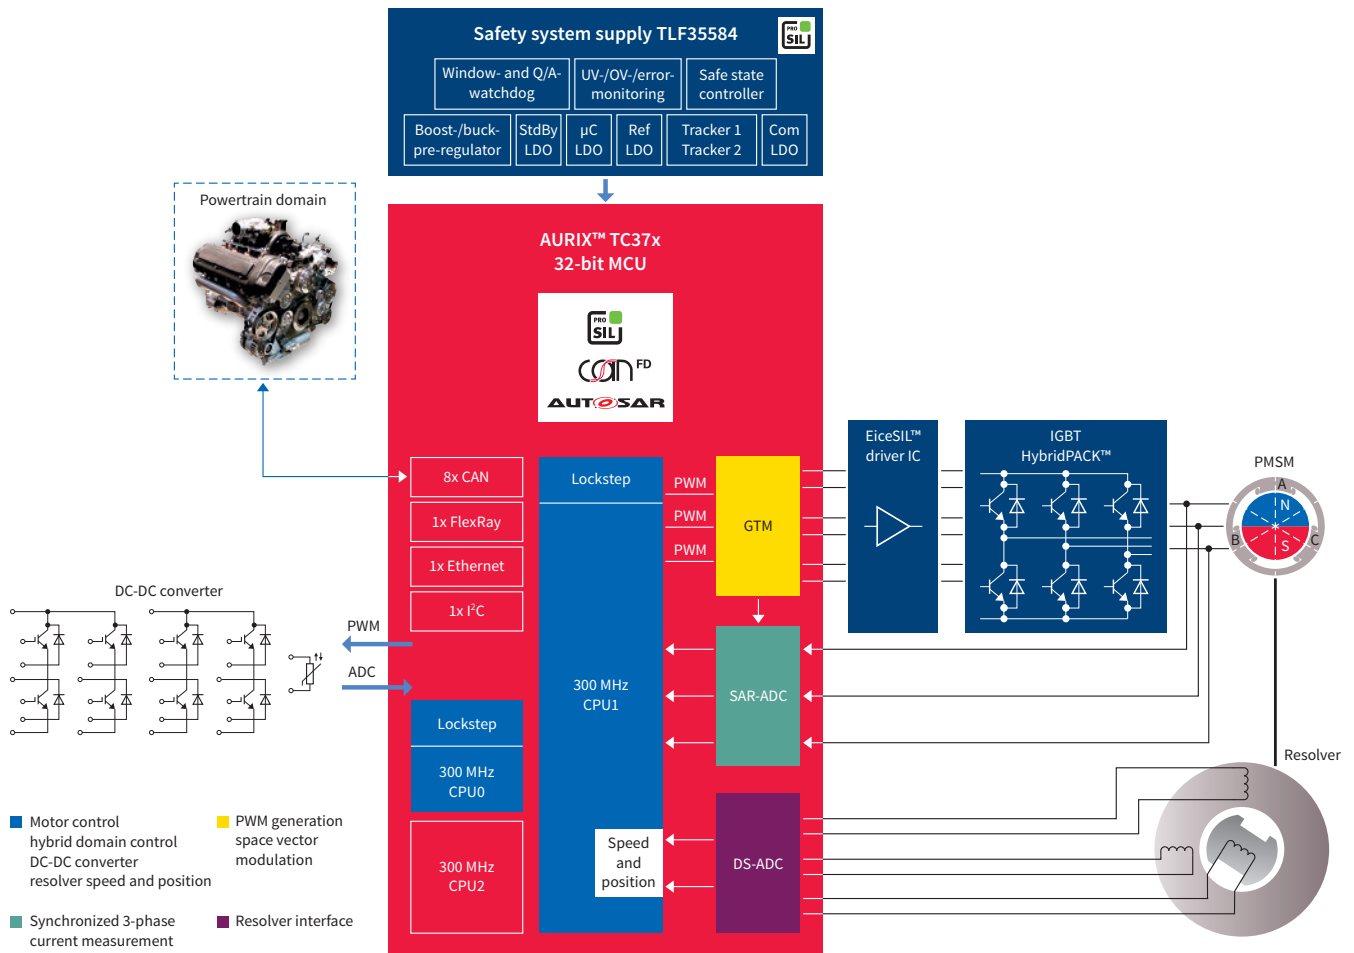 Safety system supply TLF35584
PRO
SIL
Window- and Q/A-
watchdog
UV-/OV-/error-
monitoring
Safe state
controller
Boost-/buck-
pre-regulator
StdBy
LDO
µC
LDO
Ref
LDO
Tracker 1
Tracker 2
Com
LDO
Powertrain domain
AURIX™ TC37x
32-bit MCU
PRO
SIL
CAN FD
AUTOSAR
8x CAN
1x FlexRay
1x Ethernet
1x I²C
Lockstep
300 MHz
CPU1
PWM
PWM
PWM
GTM
EiceSIL™
driver IC
IGBT
HybridPACK™
PMSM
A
N
B
S
C
DC-DC converter
PWM
ADC
SAR-ADC
Lockstep
300 MHz
CPU0
300 MHz
CPU2
Speed
and
position
DS-ADC
Resolver
Motor control
hybrid domain control
DC-DC converter
resolver speed and position
PWM generation
space vector
modulation
Synchronized 3-phase
current measurement
Resolver interface